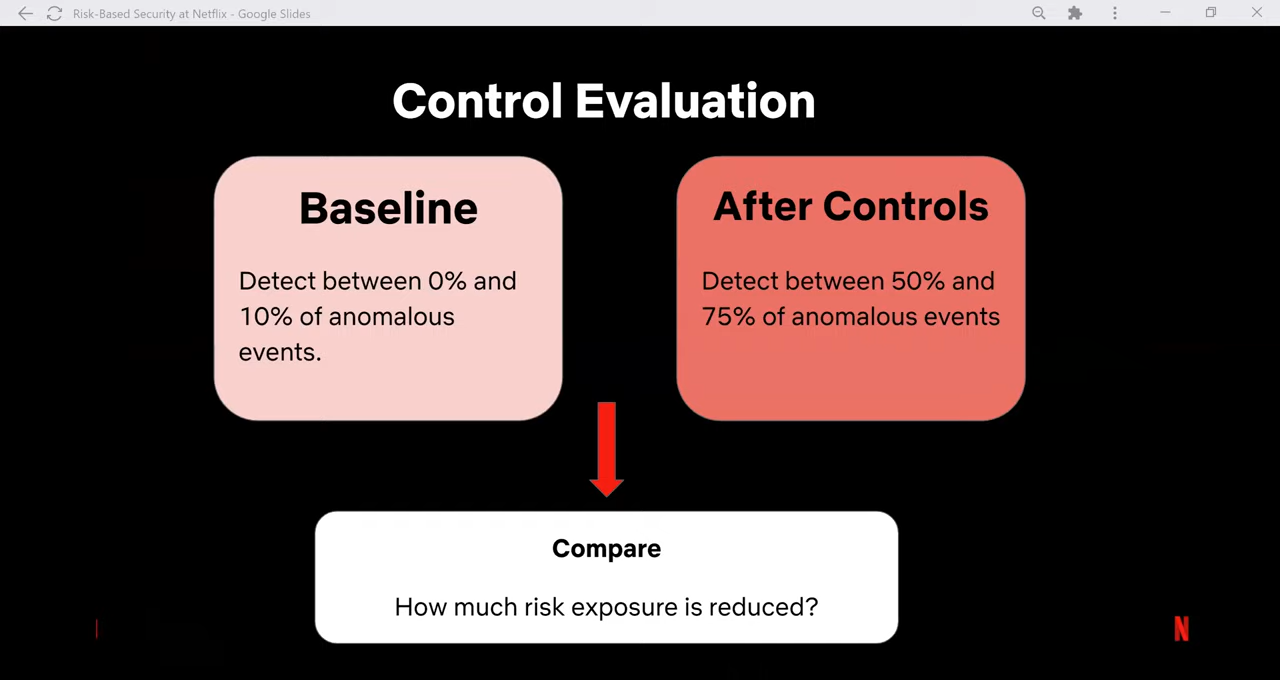 Risk-Based Security at Netflix - Google Slides
Control Evaluation
Baseline
Detect between 0% and
10% of anomalous
events.
After Controls
Detect between 50% and
75% of anomalous events
Compare
How much risk exposure is reduced?
N